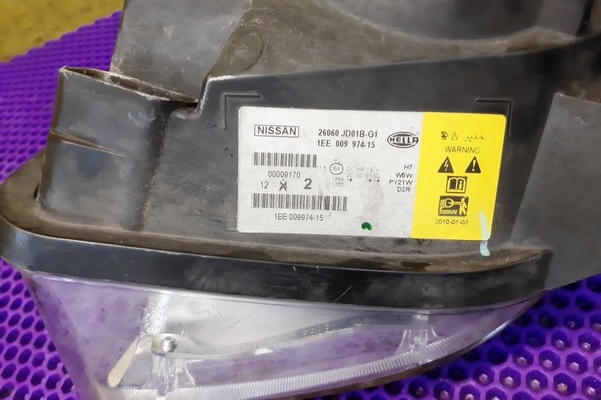 NISSAN
26060 JD01B-G1
1EE 009 974-15
HELLA
00009170
12 X 2
H7
W5W
PY21W
D2R
1EE 009974-15
WARNING
20000V
2010-01-02